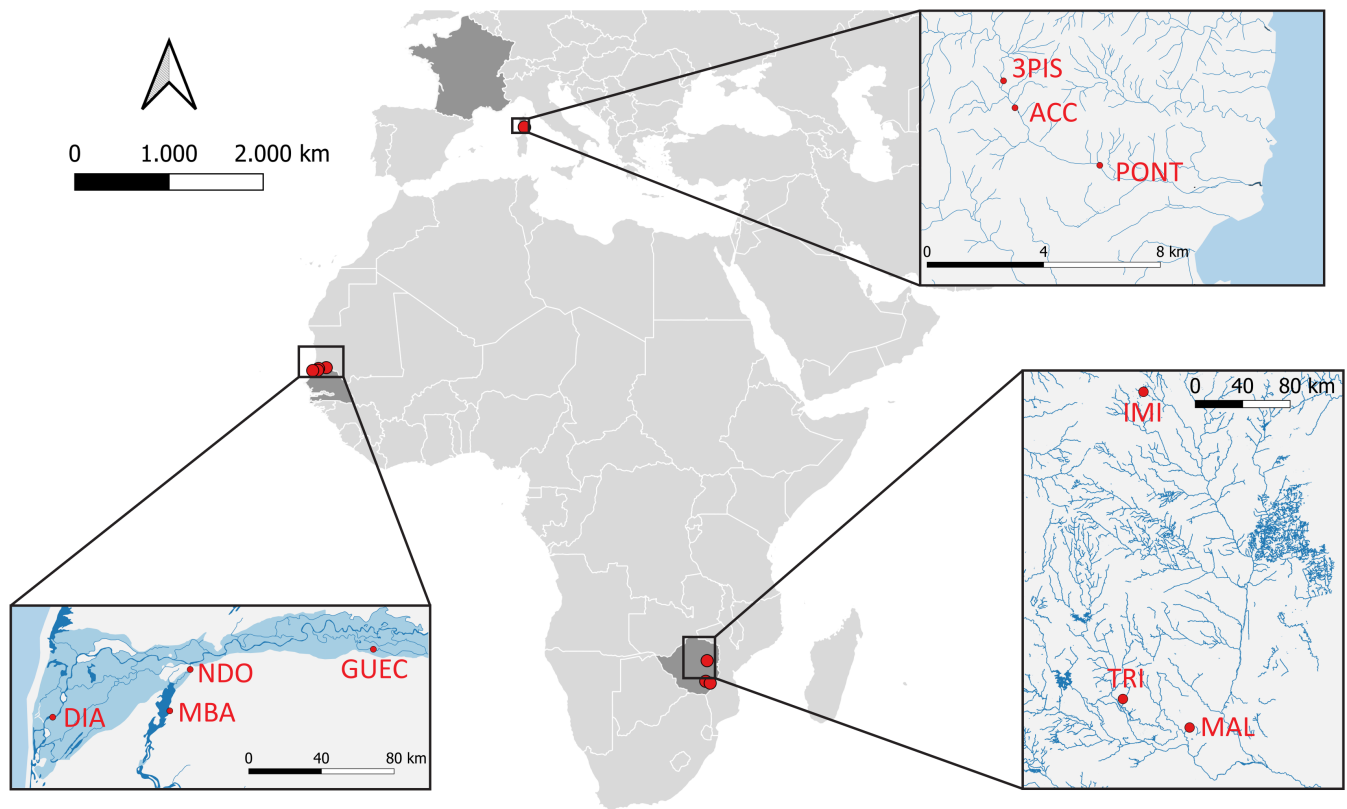 0 1.000 2.000 km
3PIS
ACC
PONT
0 4 8 km
0 40 80 km
IMI
TRI
MAL
NDO
GUEC
DIA
MBA
0 40 80 km